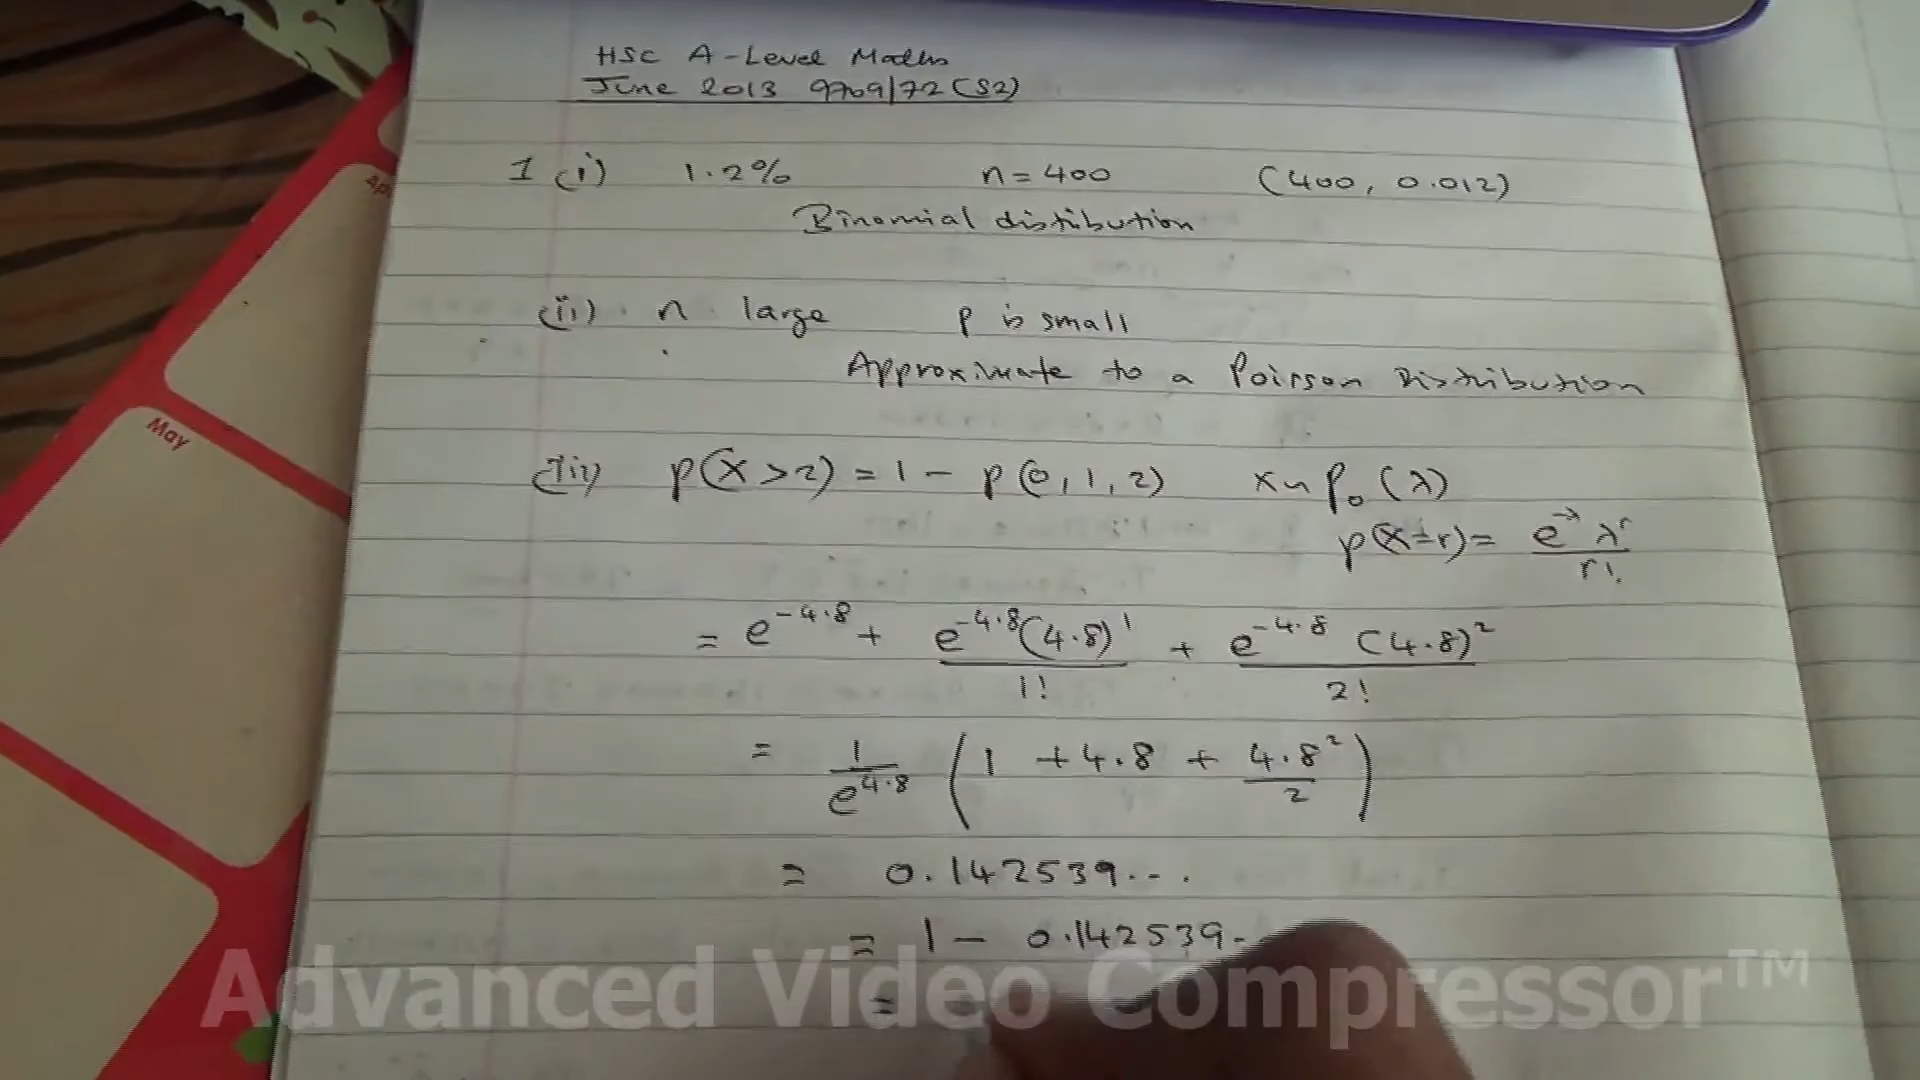 HSC A-Level Maths
June 2013 9709/72 (S2)
Ap
1 (i) 1.2% n = 400 (400, 0.012)
Binomial distribution
(ii) n large p is small
Approximate to a Poisson Distribution
May
(iii) p(x > 2) = 1 - p(0, 1, 2) x ~ Po (λ)
p(x = r) = e^-λ λ^r / r!
= e^-4.8 + e^-4.8 (4.8)^1 / 1! + e^-4.8 (4.8)^2 / 2!
= 1 / e^4.8 ( 1 + 4.8 + 4.8^2 / 2 )
= 0.142539...
= 1 - 0.142539-
=
Advanced Video Compressor™